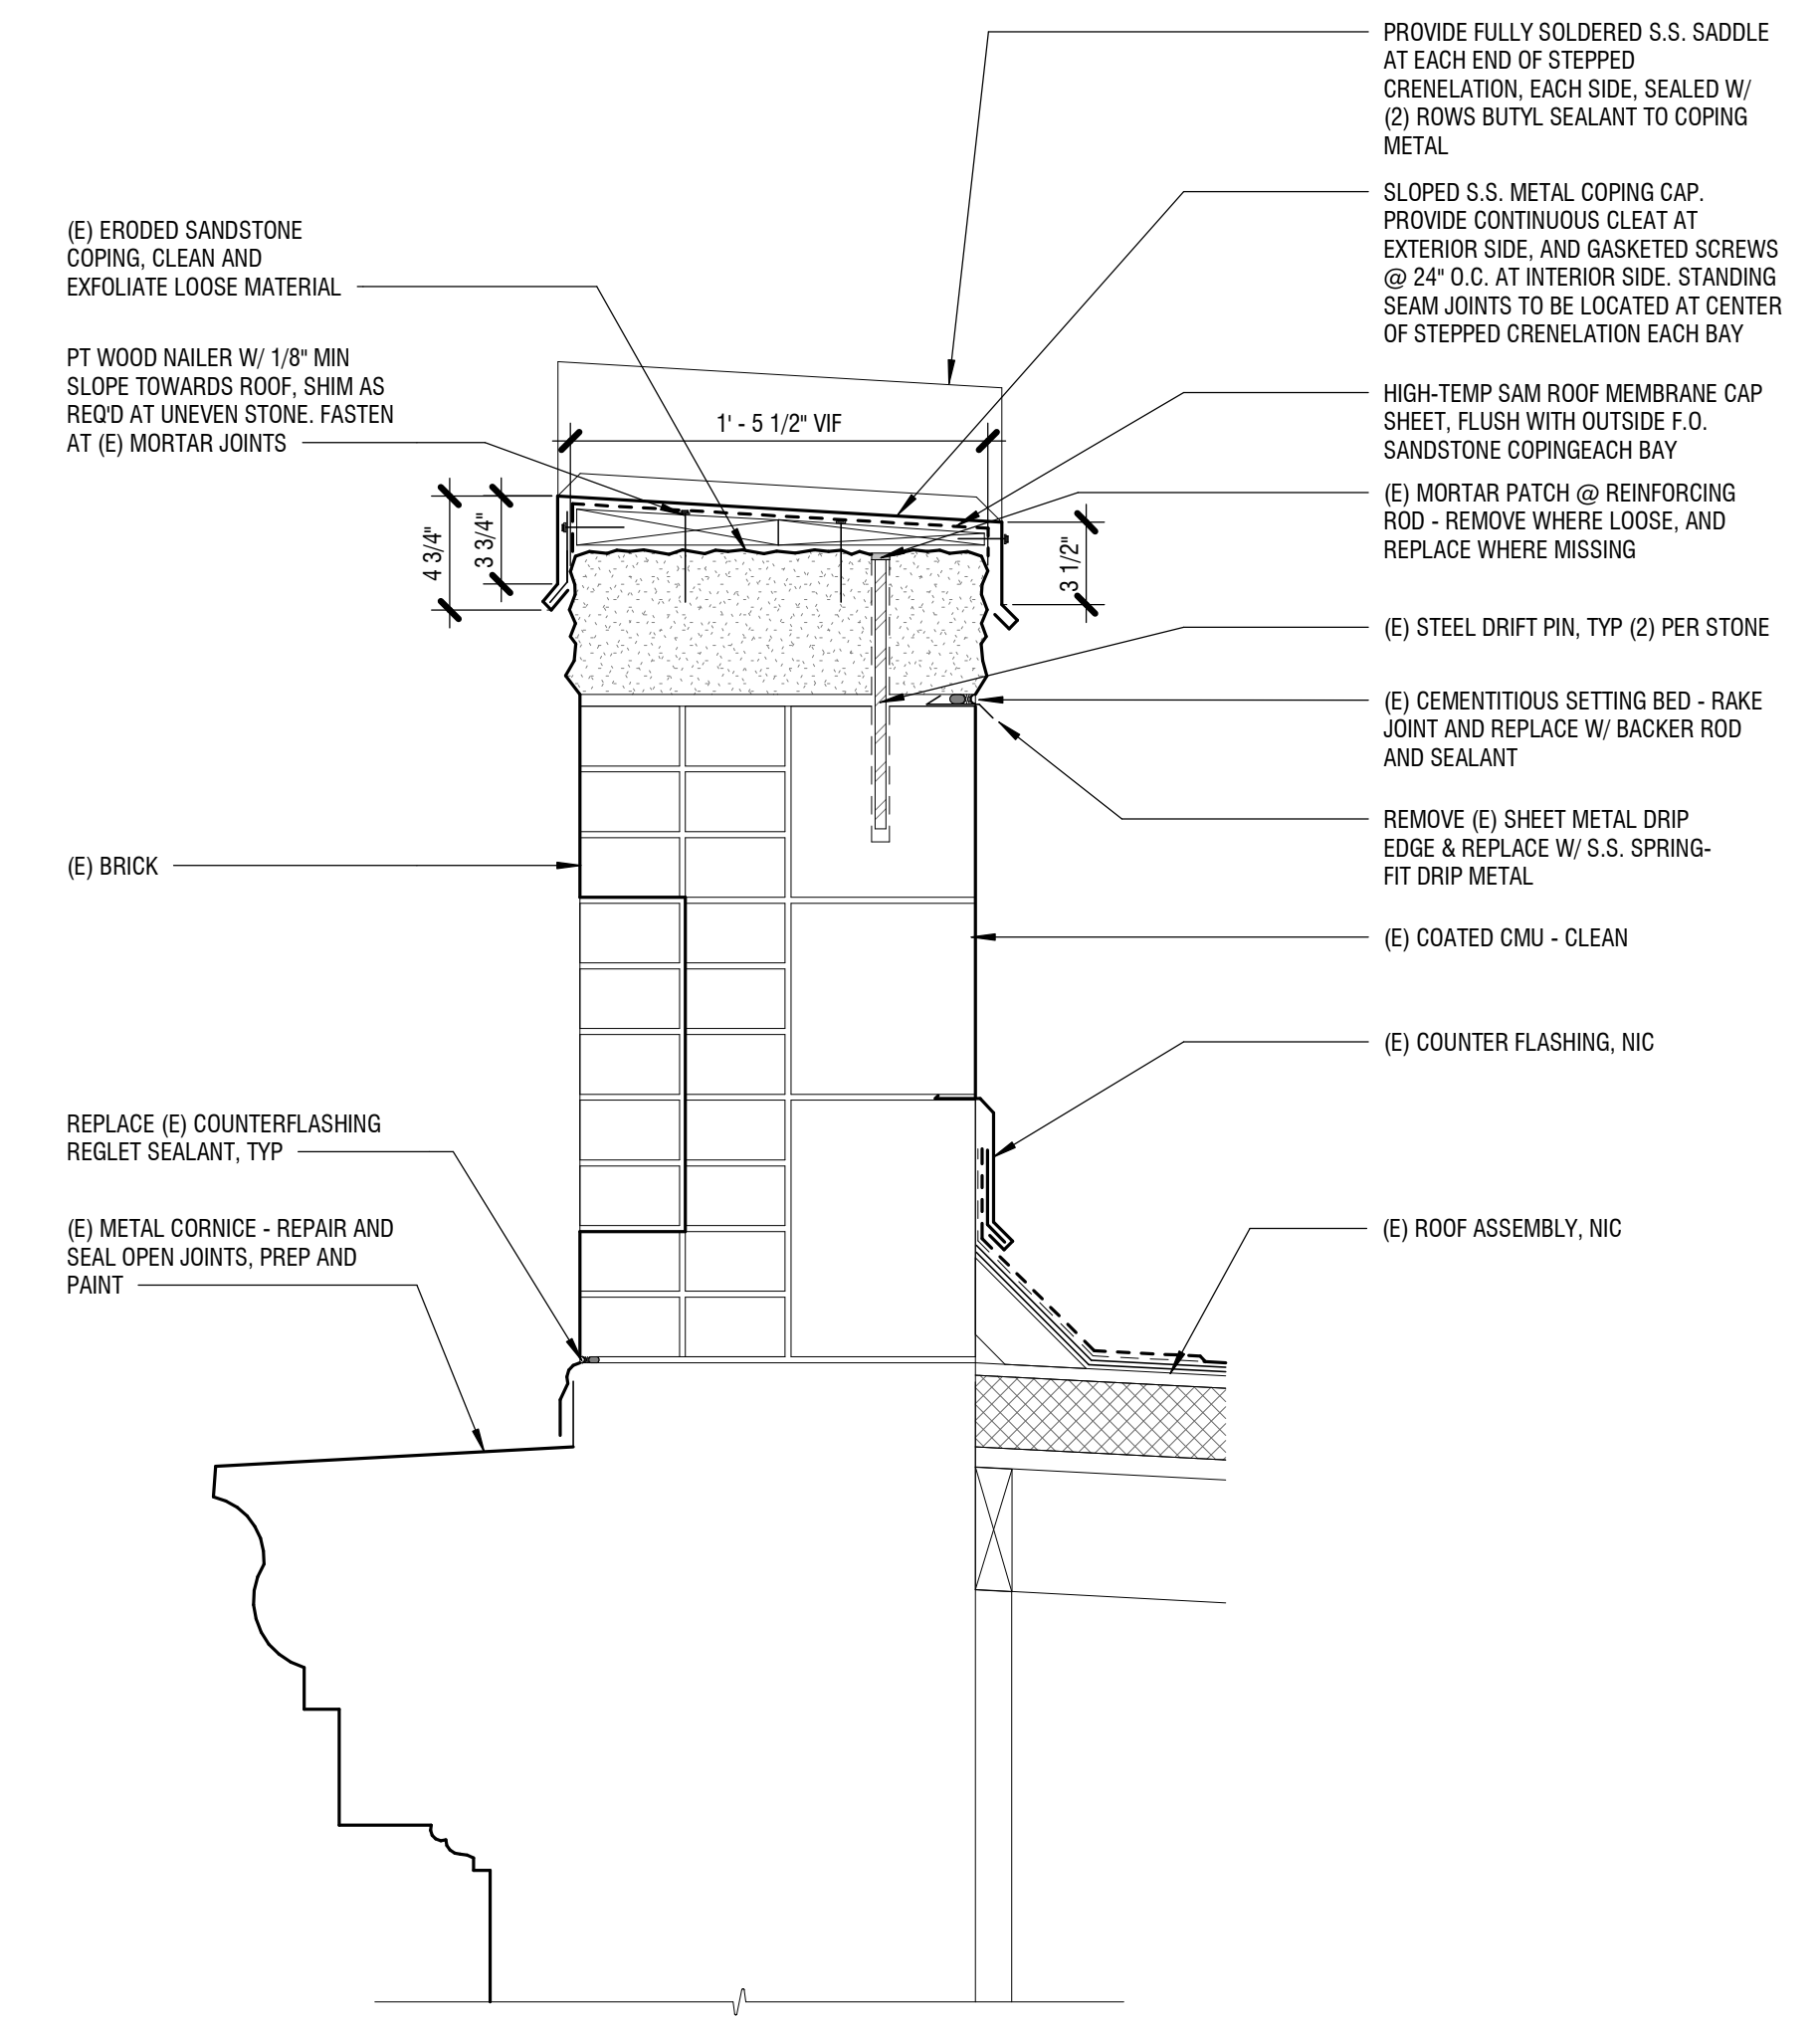 PROVIDE FULLY SOLDERED S.S. SADDLE
AT EACH END OF STEPPED
CRENELATION, EACH SIDE, SEALED W/
(2) ROWS BUTYL SEALANT TO COPING
METAL
SLOPED S.S. METAL COPING CAP.
PROVIDE CONTINUOUS CLEAT AT
EXTERIOR SIDE, AND GASKETED SCREWS
@ 24" O.C. AT INTERIOR SIDE. STANDING
SEAM JOINTS TO BE LOCATED AT CENTER
OF STEPPED CRENELATION EACH BAY
HIGH-TEMP SAM ROOF MEMBRANE CAP
SHEET, FLUSH WITH OUTSIDE F.O.
SANDSTONE COPINGEACH BAY
(E) MORTAR PATCH @ REINFORCING
ROD - REMOVE WHERE LOOSE, AND
REPLACE WHERE MISSING
(E) STEEL DRIFT PIN, TYP (2) PER STONE
(E) CEMENTITIOUS SETTING BED - RAKE
JOINT AND REPLACE W/ BACKER ROD
AND SEALANT
REMOVE (E) SHEET METAL DRIP
EDGE & REPLACE W/ S.S. SPRING-
FIT DRIP METAL
(E) COATED CMU - CLEAN
(E) COUNTER FLASHING, NIC
(E) ROOF ASSEMBLY, NIC
(E) ERODED SANDSTONE
COPING, CLEAN AND
EXFOLIATE LOOSE MATERIAL
PT WOOD NAILER W/ 1/8" MIN
SLOPE TOWARDS ROOF, SHIM AS
REQ'D AT UNEVEN STONE. FASTEN
AT (E) MORTAR JOINTS
1' - 5 1/2" VIF
4 3/4"
3 3/4"
3 1/2"
(E) BRICK
REPLACE (E) COUNTERFLASHING
REGLET SEALANT, TYP
(E) METAL CORNICE - REPAIR AND
SEAL OPEN JOINTS, PREP AND
PAINT